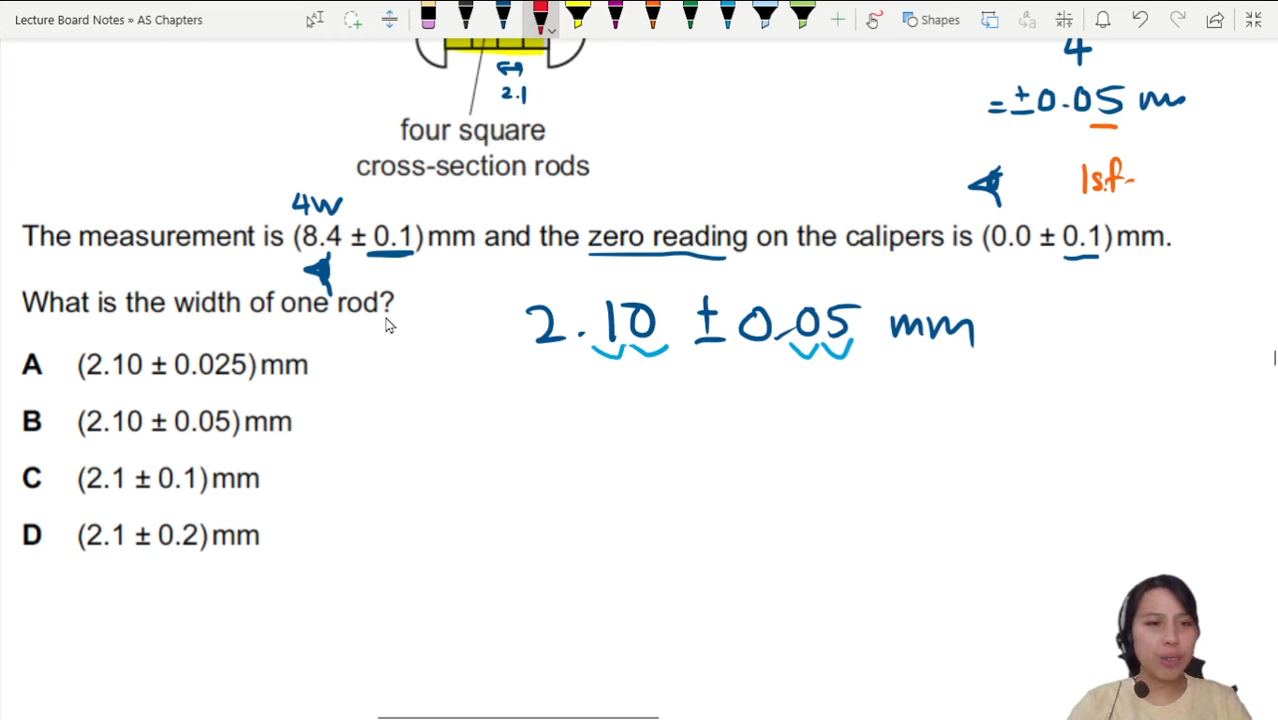 Lecture Board Notes » AS Chapters
Shapes
4
2.1
= ±0.05 m
four square
cross-section rods
1s.f.
4W
The measurement is (8.4 ± 0.1) mm and the zero reading on the calipers is (0.0 ± 0.1) mm.
What is the width of one rod?
2.10 ± 0.05 mm
A (2.10 ± 0.025) mm
B (2.10 ± 0.05) mm
C (2.1 ± 0.1) mm
D (2.1 ± 0.2) mm